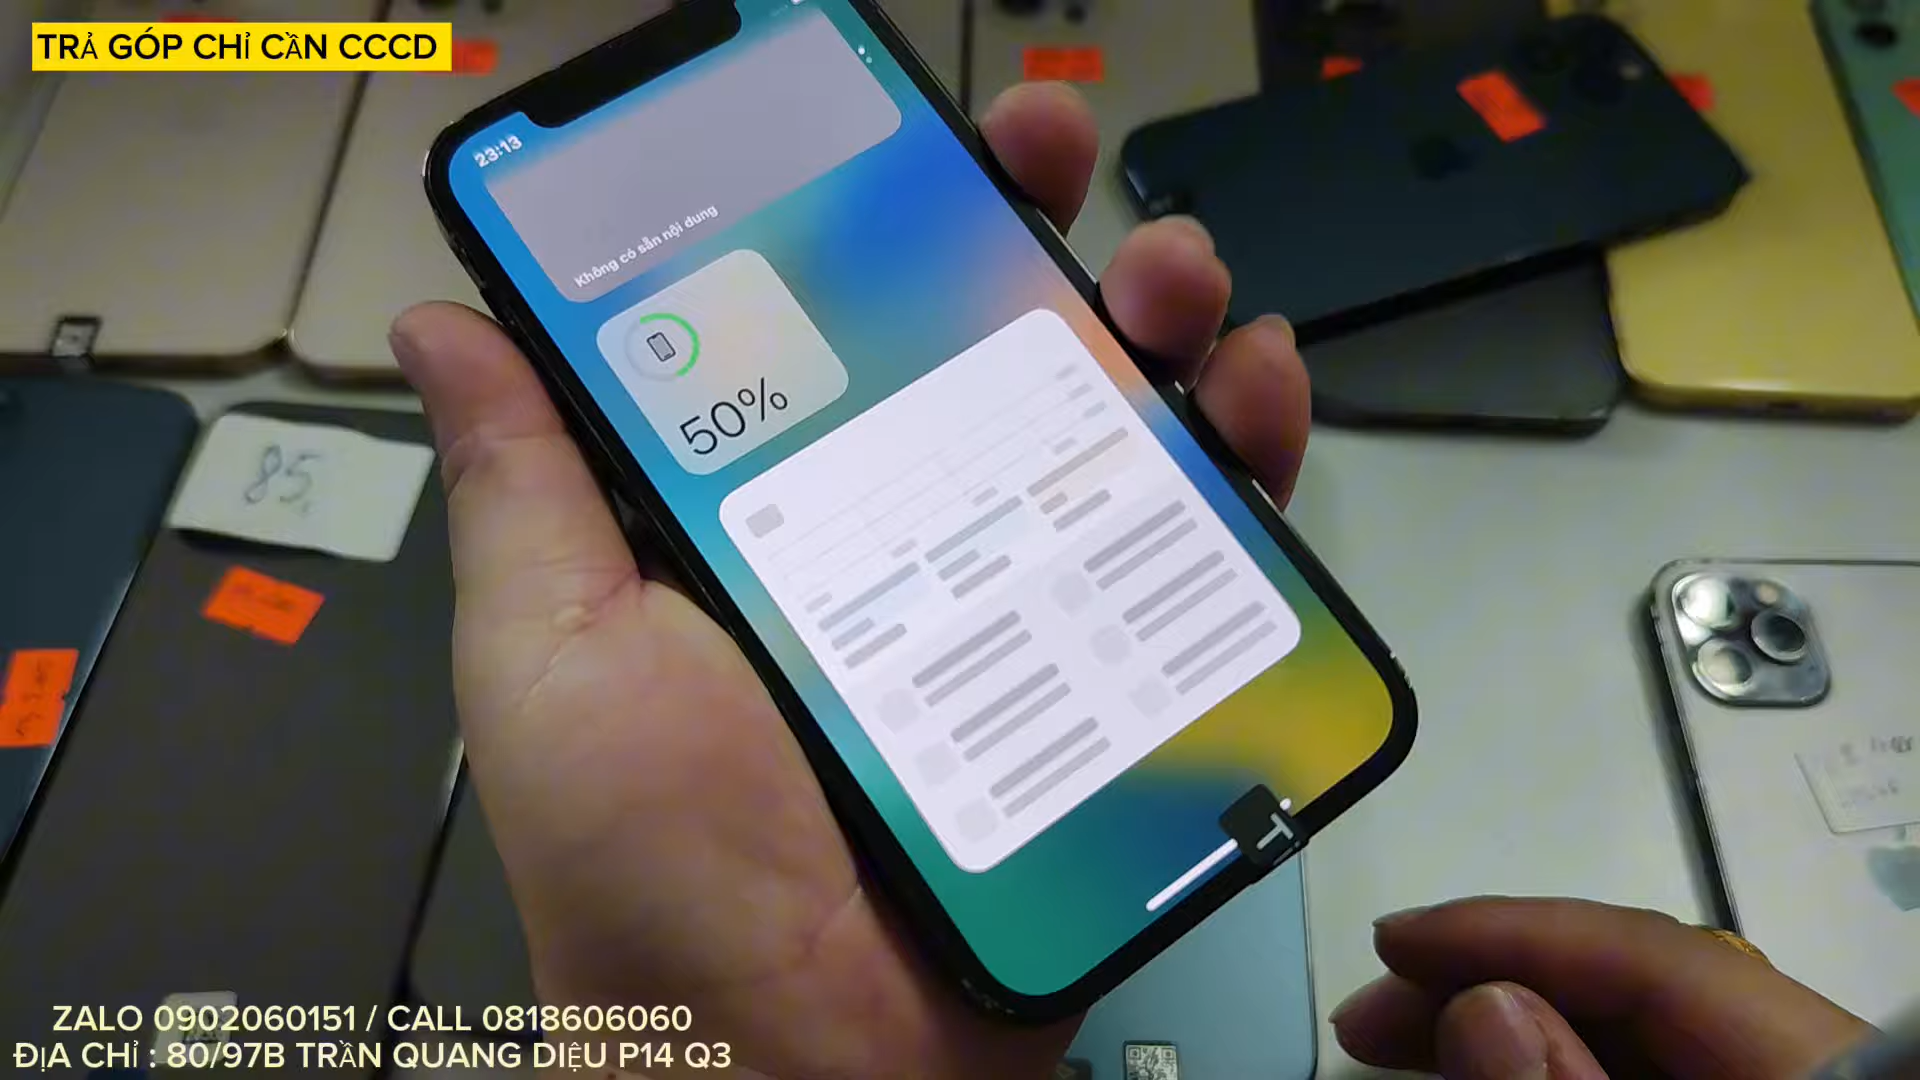 TRẢ GÓP CHỈ CẦN CCCD
23:13
Không có sẵn nội dung
50%
85
T
ZALO 0902060151 / CALL 0818606060
ĐỊA CHỈ : 80/97B TRẦN QUANG DIỆU P14 Q3